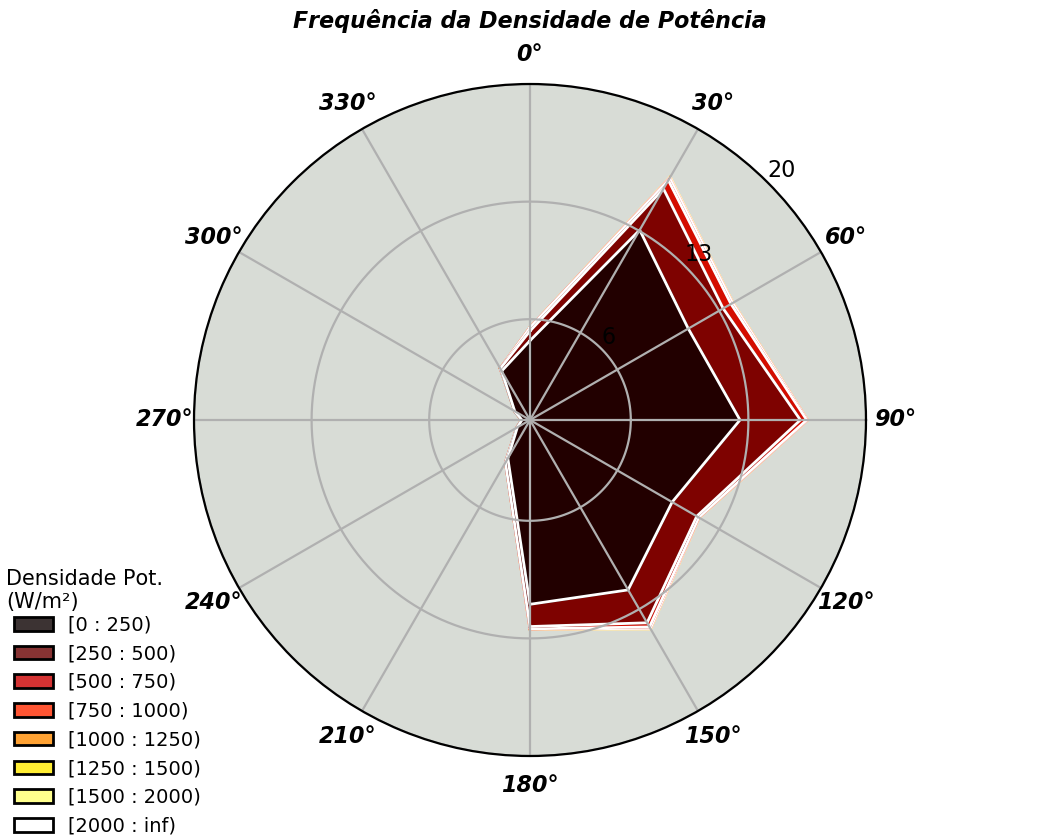 Frequência da Densidade de Potência
0°
330°
30°
20
300°
60°
13
6
270°
90°
240°
120°
210°
150°
180°
Densidade Pot.
(W/m²)
[0 : 250)
[250 : 500)
[500 : 750)
[750 : 1000)
[1000 : 1250)
[1250 : 1500)
[1500 : 2000)
[2000 : inf)